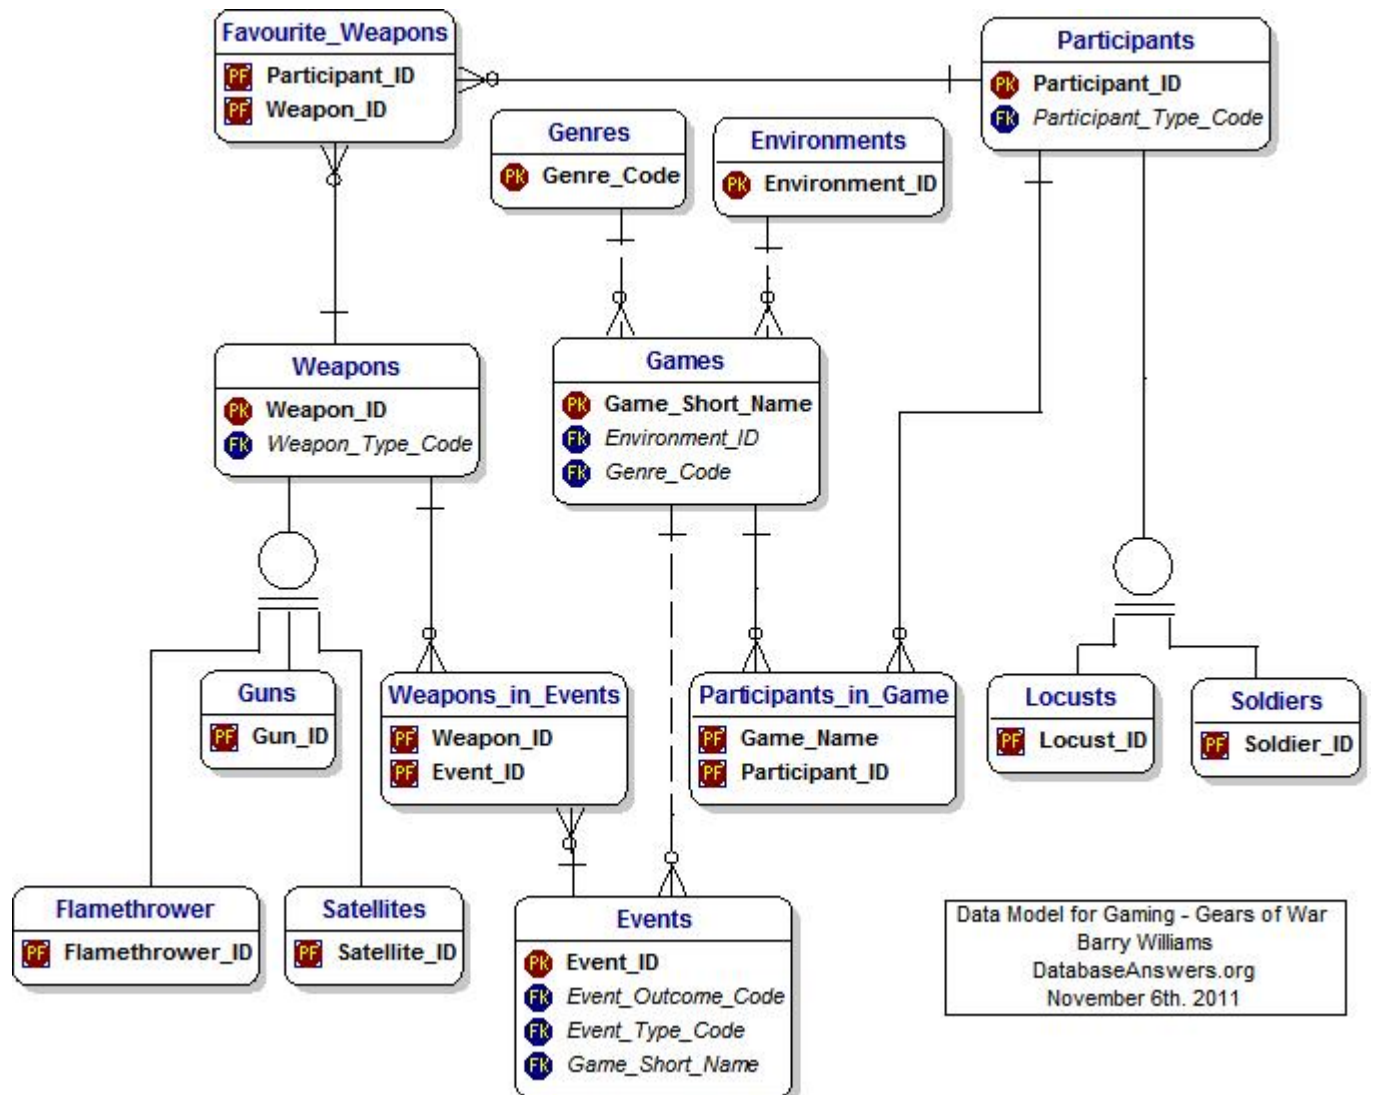 Favourite_Weapons
PF Participant_ID
PF Weapon_ID
Participants
PK Participant_ID
FK Participant_Type_Code
Genres
PK Genre_Code
Environments
PK Environment_ID
Weapons
PK Weapon_ID
FK Weapon_Type_Code
Games
PK Game_Short_Name
FK Environment_ID
FK Genre_Code
Guns
PF Gun_ID
Weapons_in_Events
PF Weapon_ID
PF Event_ID
Participants_in_Game
PF Game_Name
PF Participant_ID
Locusts
PF Locust_ID
Soldiers
PF Soldier_ID
Flamethrower
PF Flamethrower_ID
Satellites
PF Satellite_ID
Events
PK Event_ID
FK Event_Outcome_Code
FK Event_Type_Code
FK Game_Short_Name
Data Model for Gaming - Gears of War
Barry Williams
DatabaseAnswers.org
November 6th. 2011